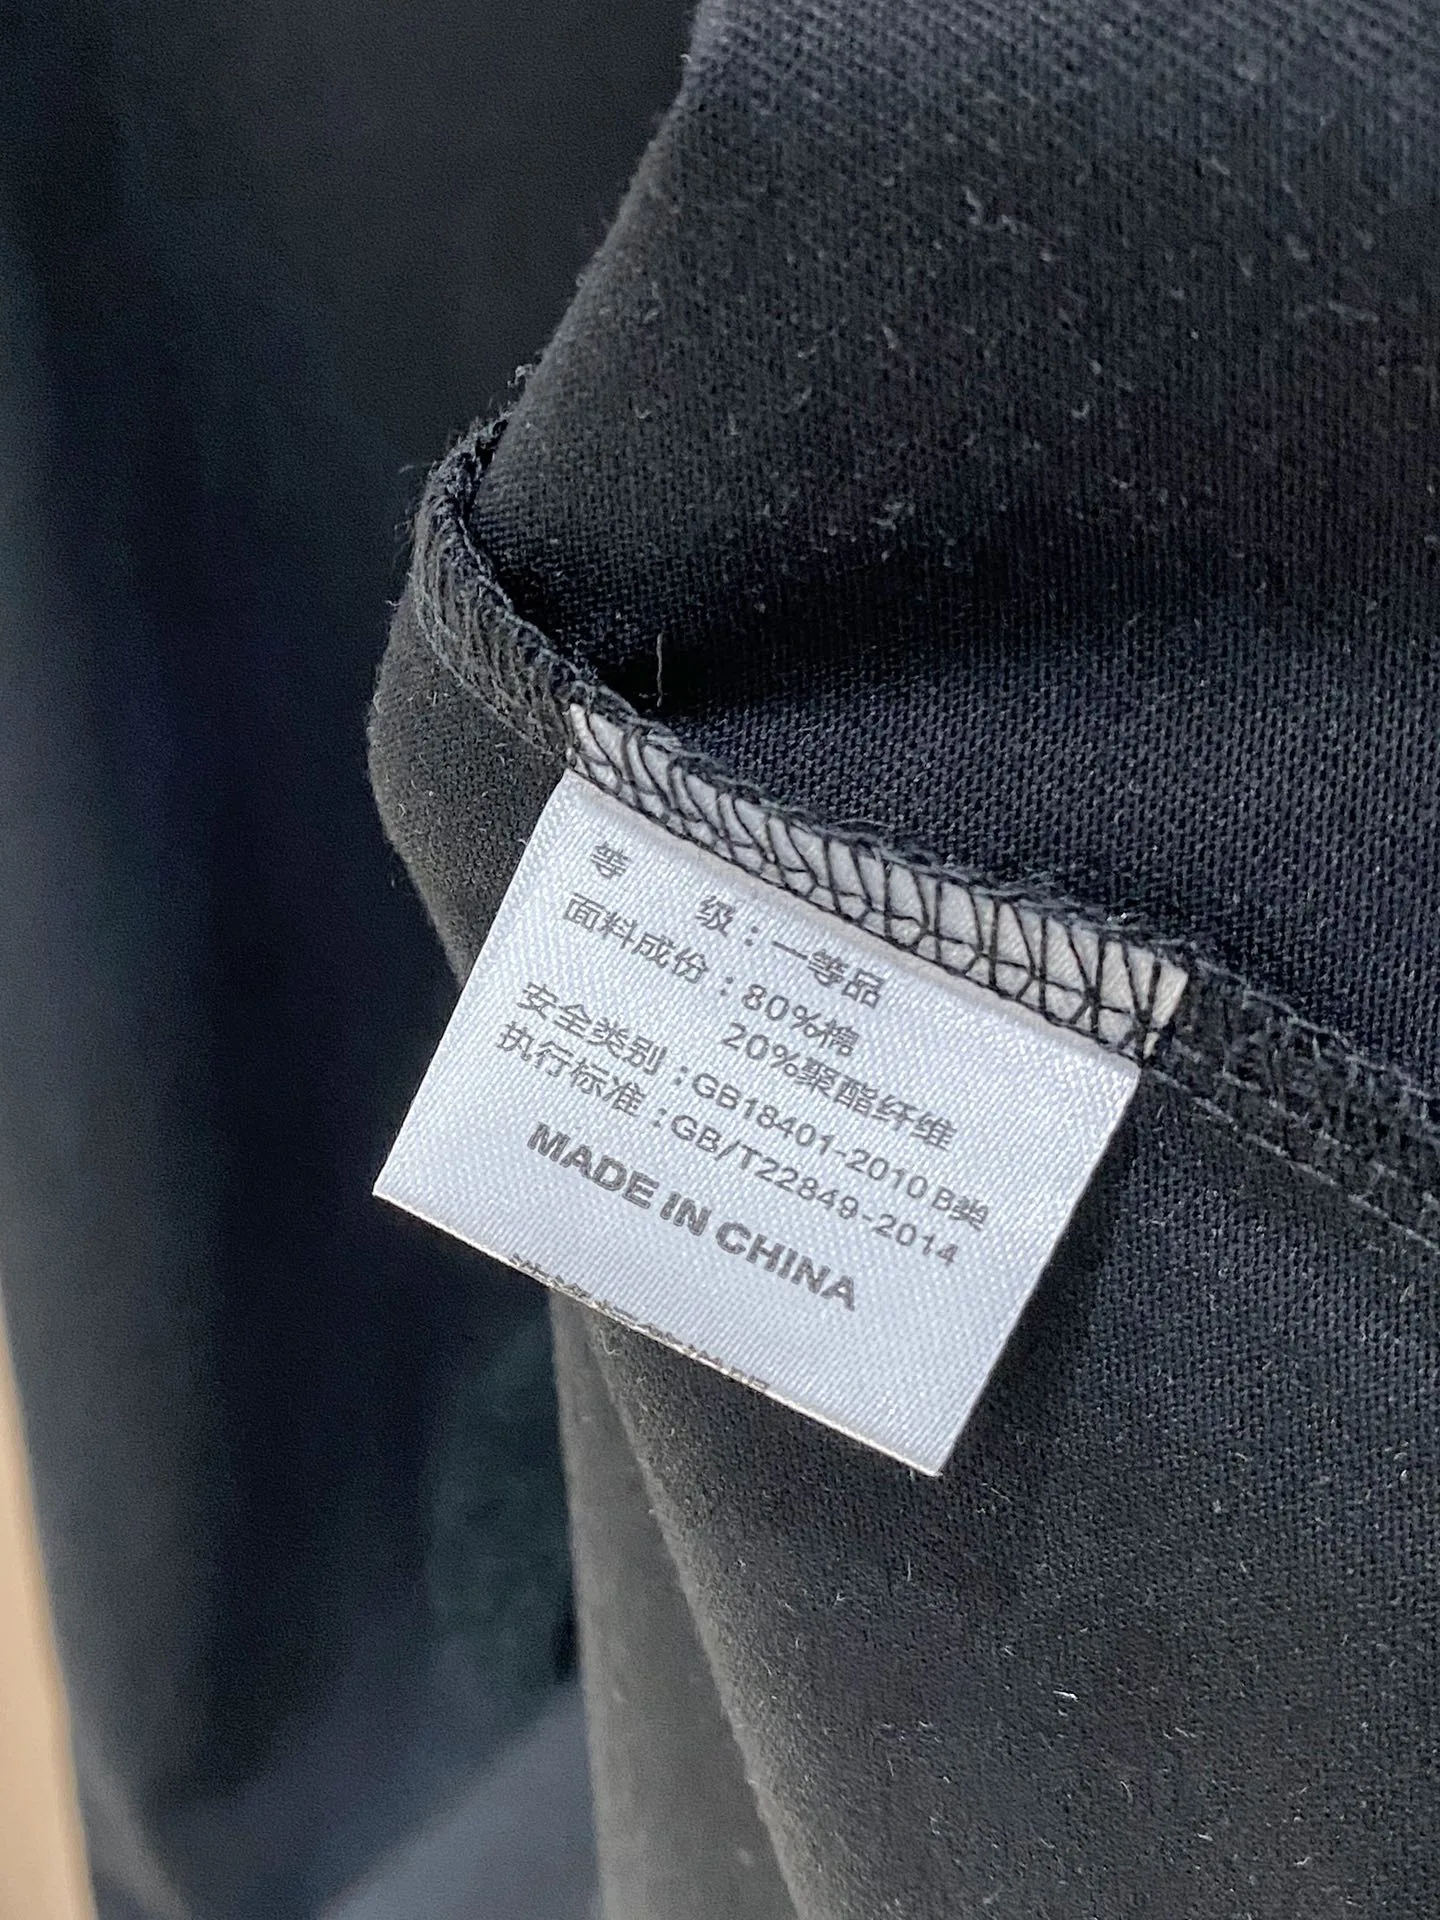 等 级：一等品
面料成份：80%棉
20%聚酯纤维
安全类别：GB18401-2010 B类
执行标准：GB/T22849-2014
MADE IN CHINA